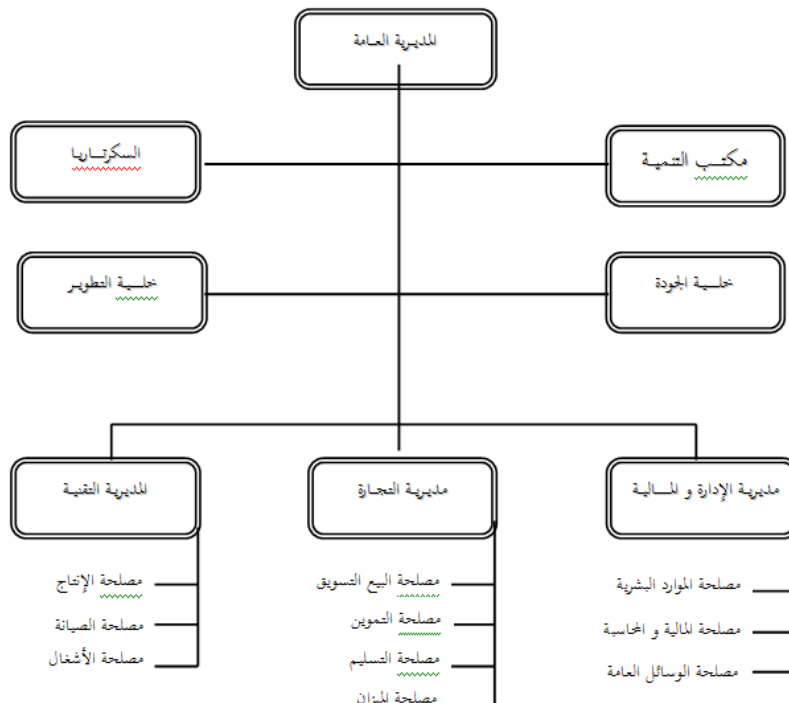 المديرية العامة
مكتب التنمية
السكرتاريا
خلية الجودة
خلية التطوير
مديرية الإدارة و المالية
مديرية التجارة
المديرية التقنية
مصلحة الموارد البشرية
مصلحة المالية و المحاسبة
مصلحة الوسائل العامة
مصلحة البيع التسويق
مصلحة التموين
مصلحة التسليم
مصلحة الميزان
مصلحة الإنتاج
مصلحة الصيانة
مصلحة الأشغال